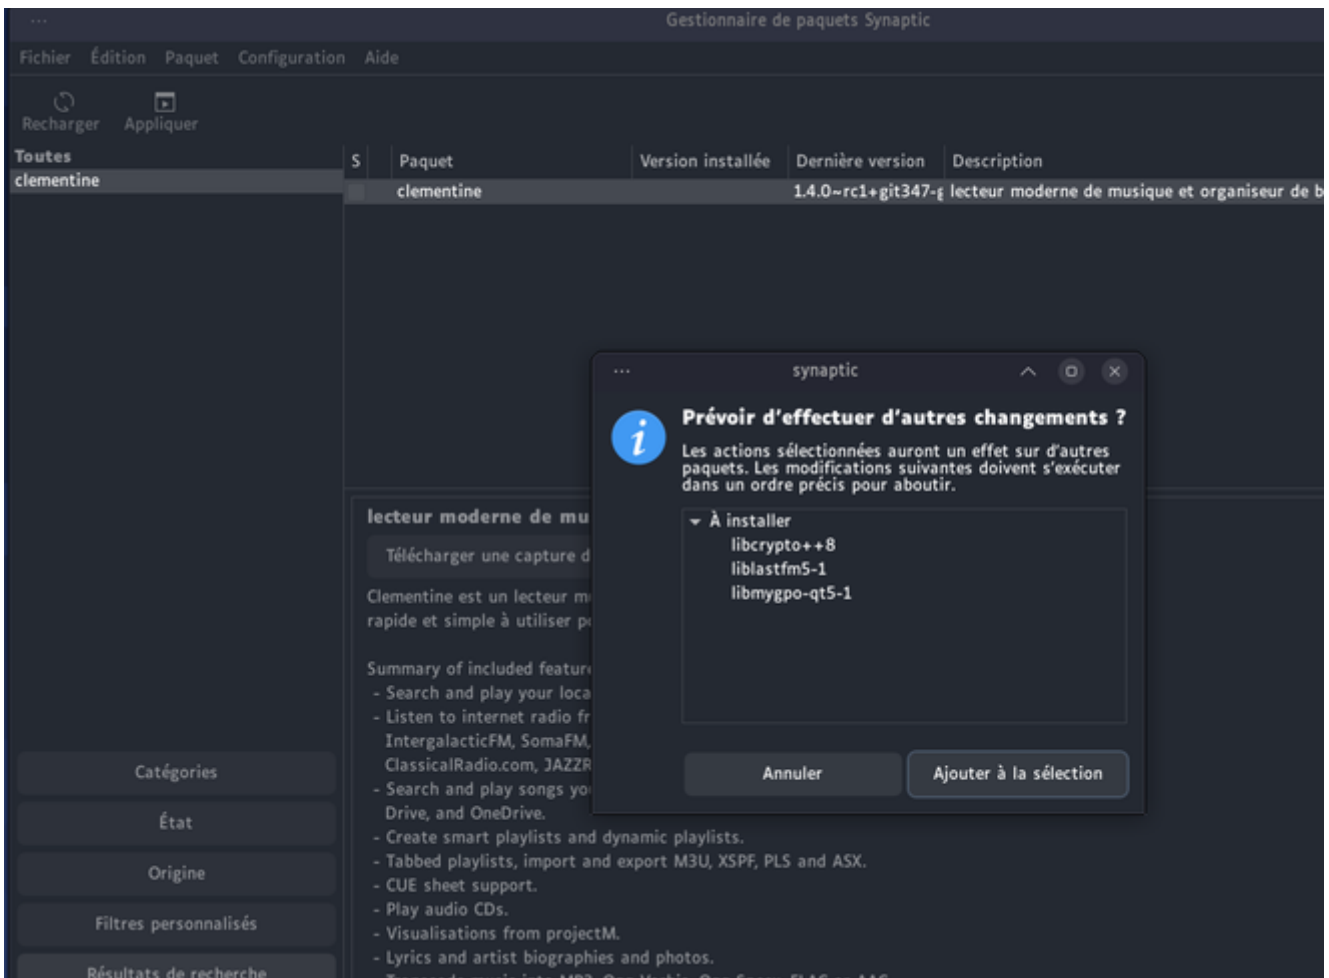 Gestionnaire de paquets Synaptic
Fichier Édition Paquet Configuration Aide
Recharger Appliquer
Toutes
clementine
S Paquet Version installée Dernière version Description
clementine 1.4.0~rc1+git347-g lecteur moderne de musique et organiseur de b
synaptic
Prévoir d'effectuer d'autres changements ?
Les actions sélectionnées auront un effet sur d'autres
paquets. Les modifications suivantes doivent s'exécuter
dans un ordre précis pour aboutir.
À installer
libcrypto++8
liblastfm5-1
libmygpo-qt5-1
Annuler Ajouter à la sélection
lecteur moderne de mu
Télécharger une capture d
Clementine est un lecteur m
rapide et simple à utiliser p
Summary of included feature
- Search and play your loca
- Listen to internet radio fr
IntergalacticFM, SomaFM,
ClassicalRadio.com, JAZZR
- Search and play songs yo
Drive, and OneDrive.
- Create smart playlists and dynamic playlists.
- Tabbed playlists, import and export M3U, XSPF, PLS and ASX.
- CUE sheet support.
- Play audio CDs.
- Visualisations from projectM.
- Lyrics and artist biographies and photos.
Catégories
État
Origine
Filtres personnalisés
Résultats de recherche